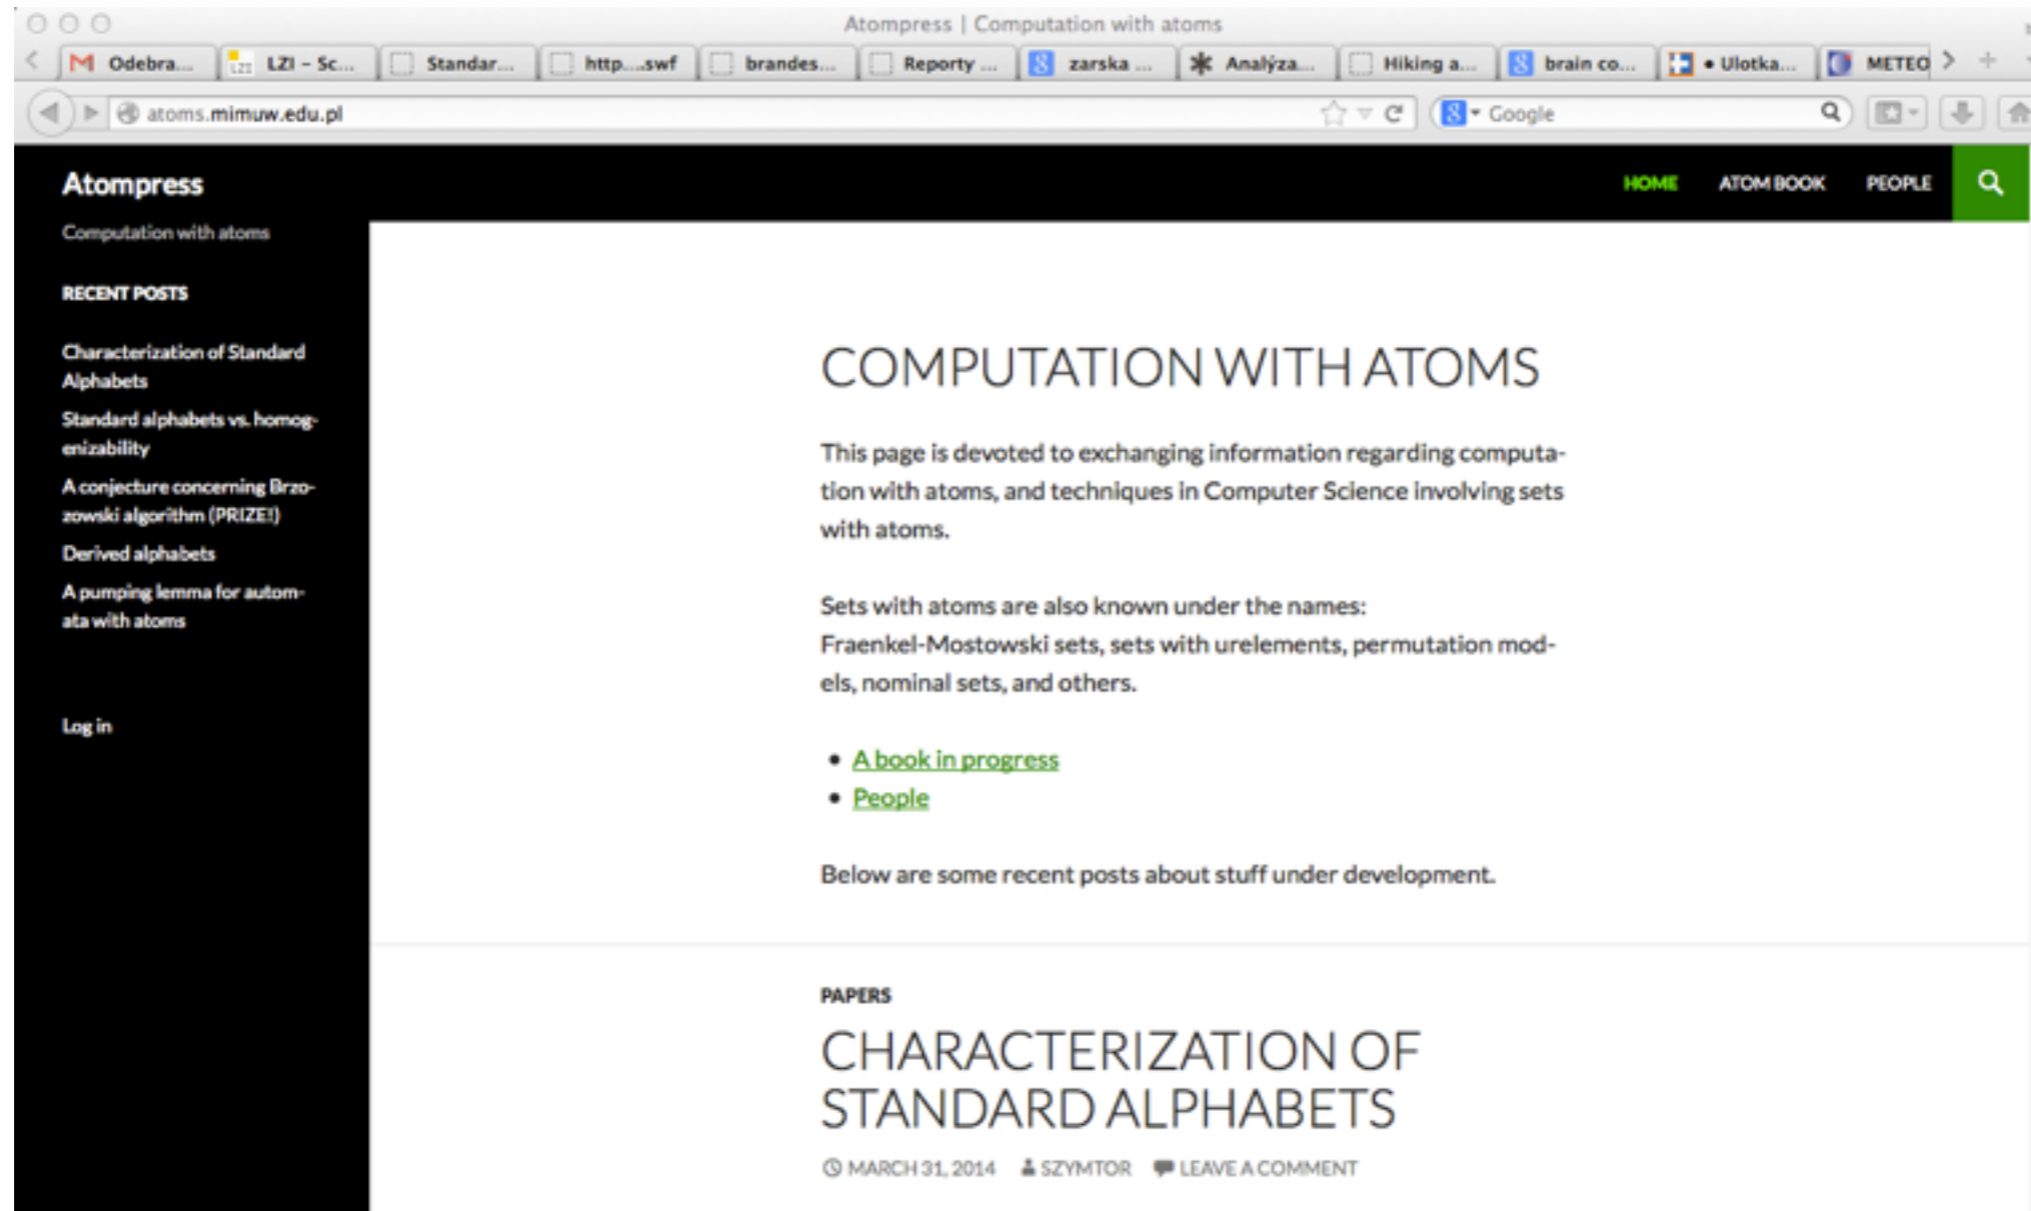 Atompress | Computation with atoms
Odebra... LZI - Sc... Standar... http....swf brandes... Reporty ... zarska ... Analýza... Hiking a... brain co... • Ulotka... METEO
atoms.mimuw.edu.pl Google
Atompress HOME ATOM BOOK PEOPLE
Computation with atoms
RECENT POSTS
Characterization of Standard
Alphabets
Standard alphabets vs. homog-
enizability
A conjecture concerning Brzo-
zowski algorithm (PRIZE!)
Derived alphabets
A pumping lemma for autom-
ata with atoms
Log in
COMPUTATION WITH ATOMS
This page is devoted to exchanging information regarding computa-
tion with atoms, and techniques in Computer Science involving sets
with atoms.
Sets with atoms are also known under the names:
Fraenkel-Mostowski sets, sets with urelements, permutation mod-
els, nominal sets, and others.
• A book in progress
• People
Below are some recent posts about stuff under development.
PAPERS
CHARACTERIZATION OF
STANDARD ALPHABETS
MARCH 31, 2014 SZYMTOR LEAVE A COMMENT